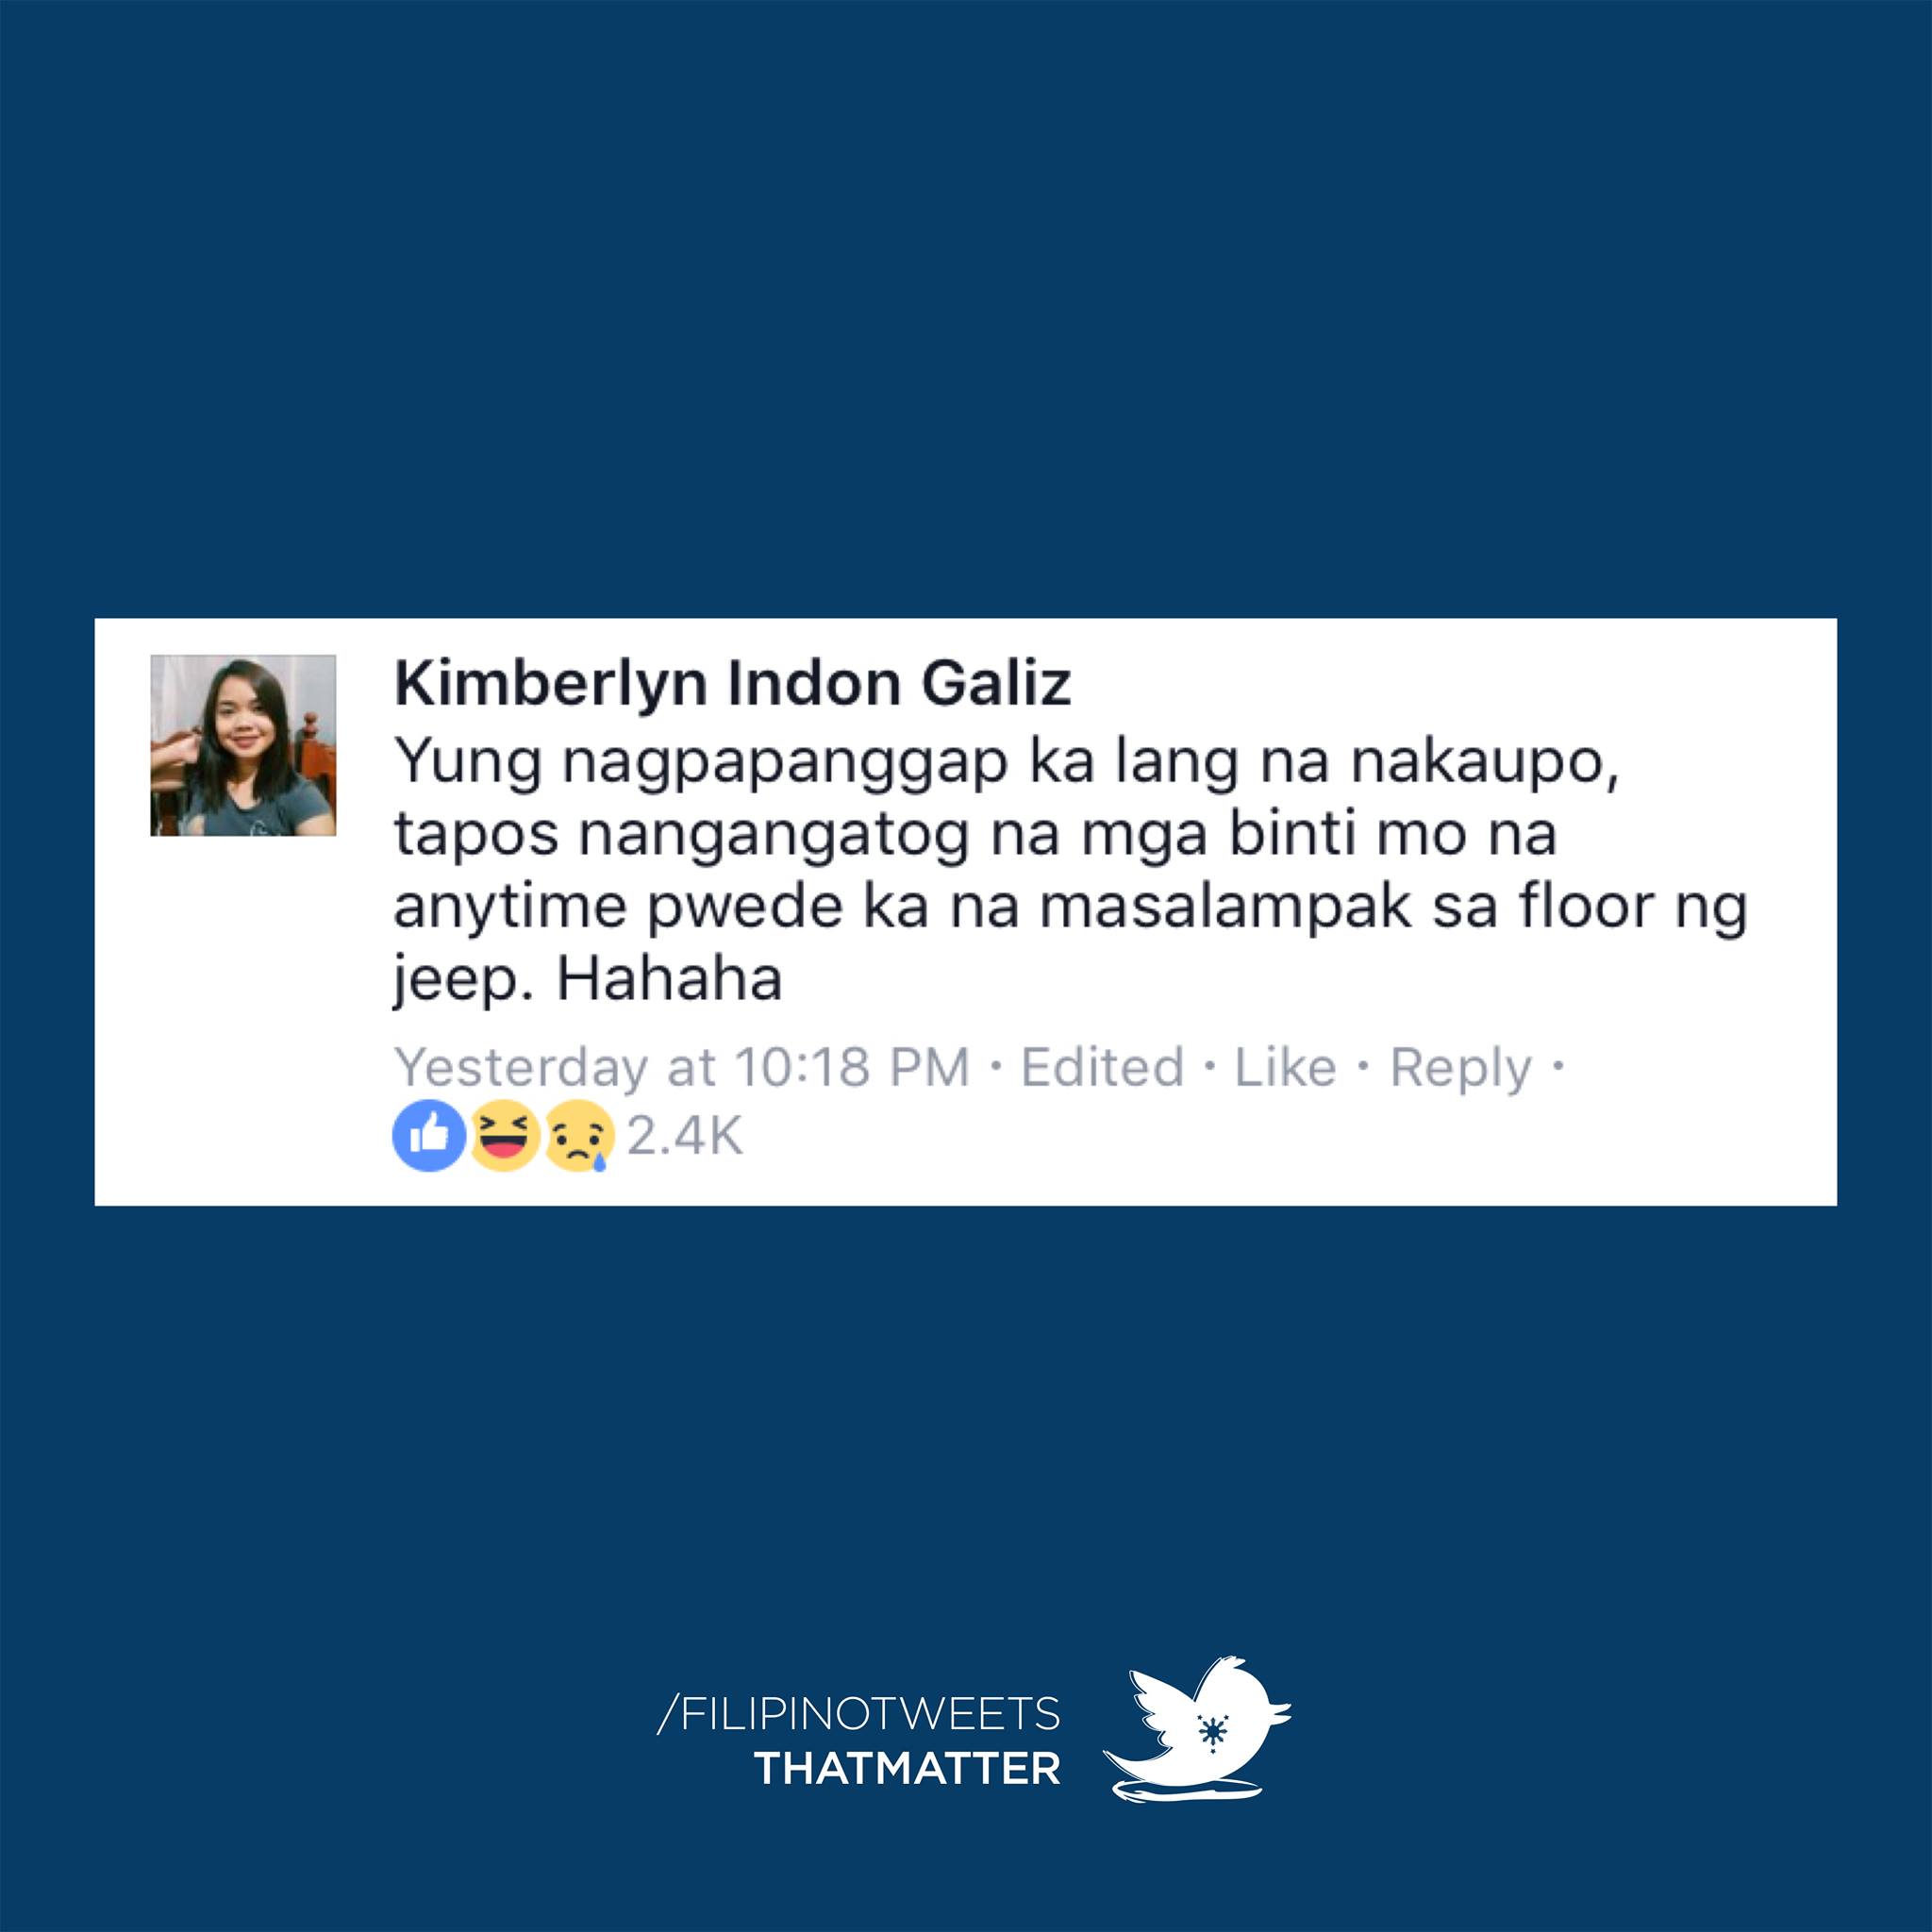 Kimberlyn Indon Galiz
Yung nagpapanggap ka lang na nakaupo,
tapos nangangatog na mga binti mo na
anytime pwede ka na masalampak sa floor ng
jeep. Hahaha
Yesterday at 10:18 PM · Edited · Like · Reply ·
2.4K
/FILIPINOTWEETS
THATMATTER